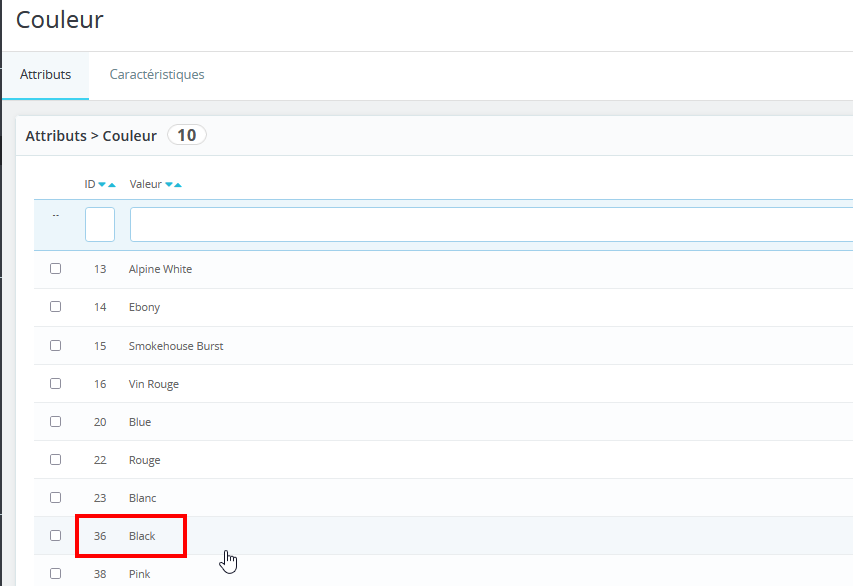 Couleur
Attributs Caractéristiques
Attributs > Couleur 10
ID Valeur
--
13 Alpine White
14 Ebony
15 Smokehouse Burst
16 Vin Rouge
20 Blue
22 Rouge
23 Blanc
36 Black
38 Pink